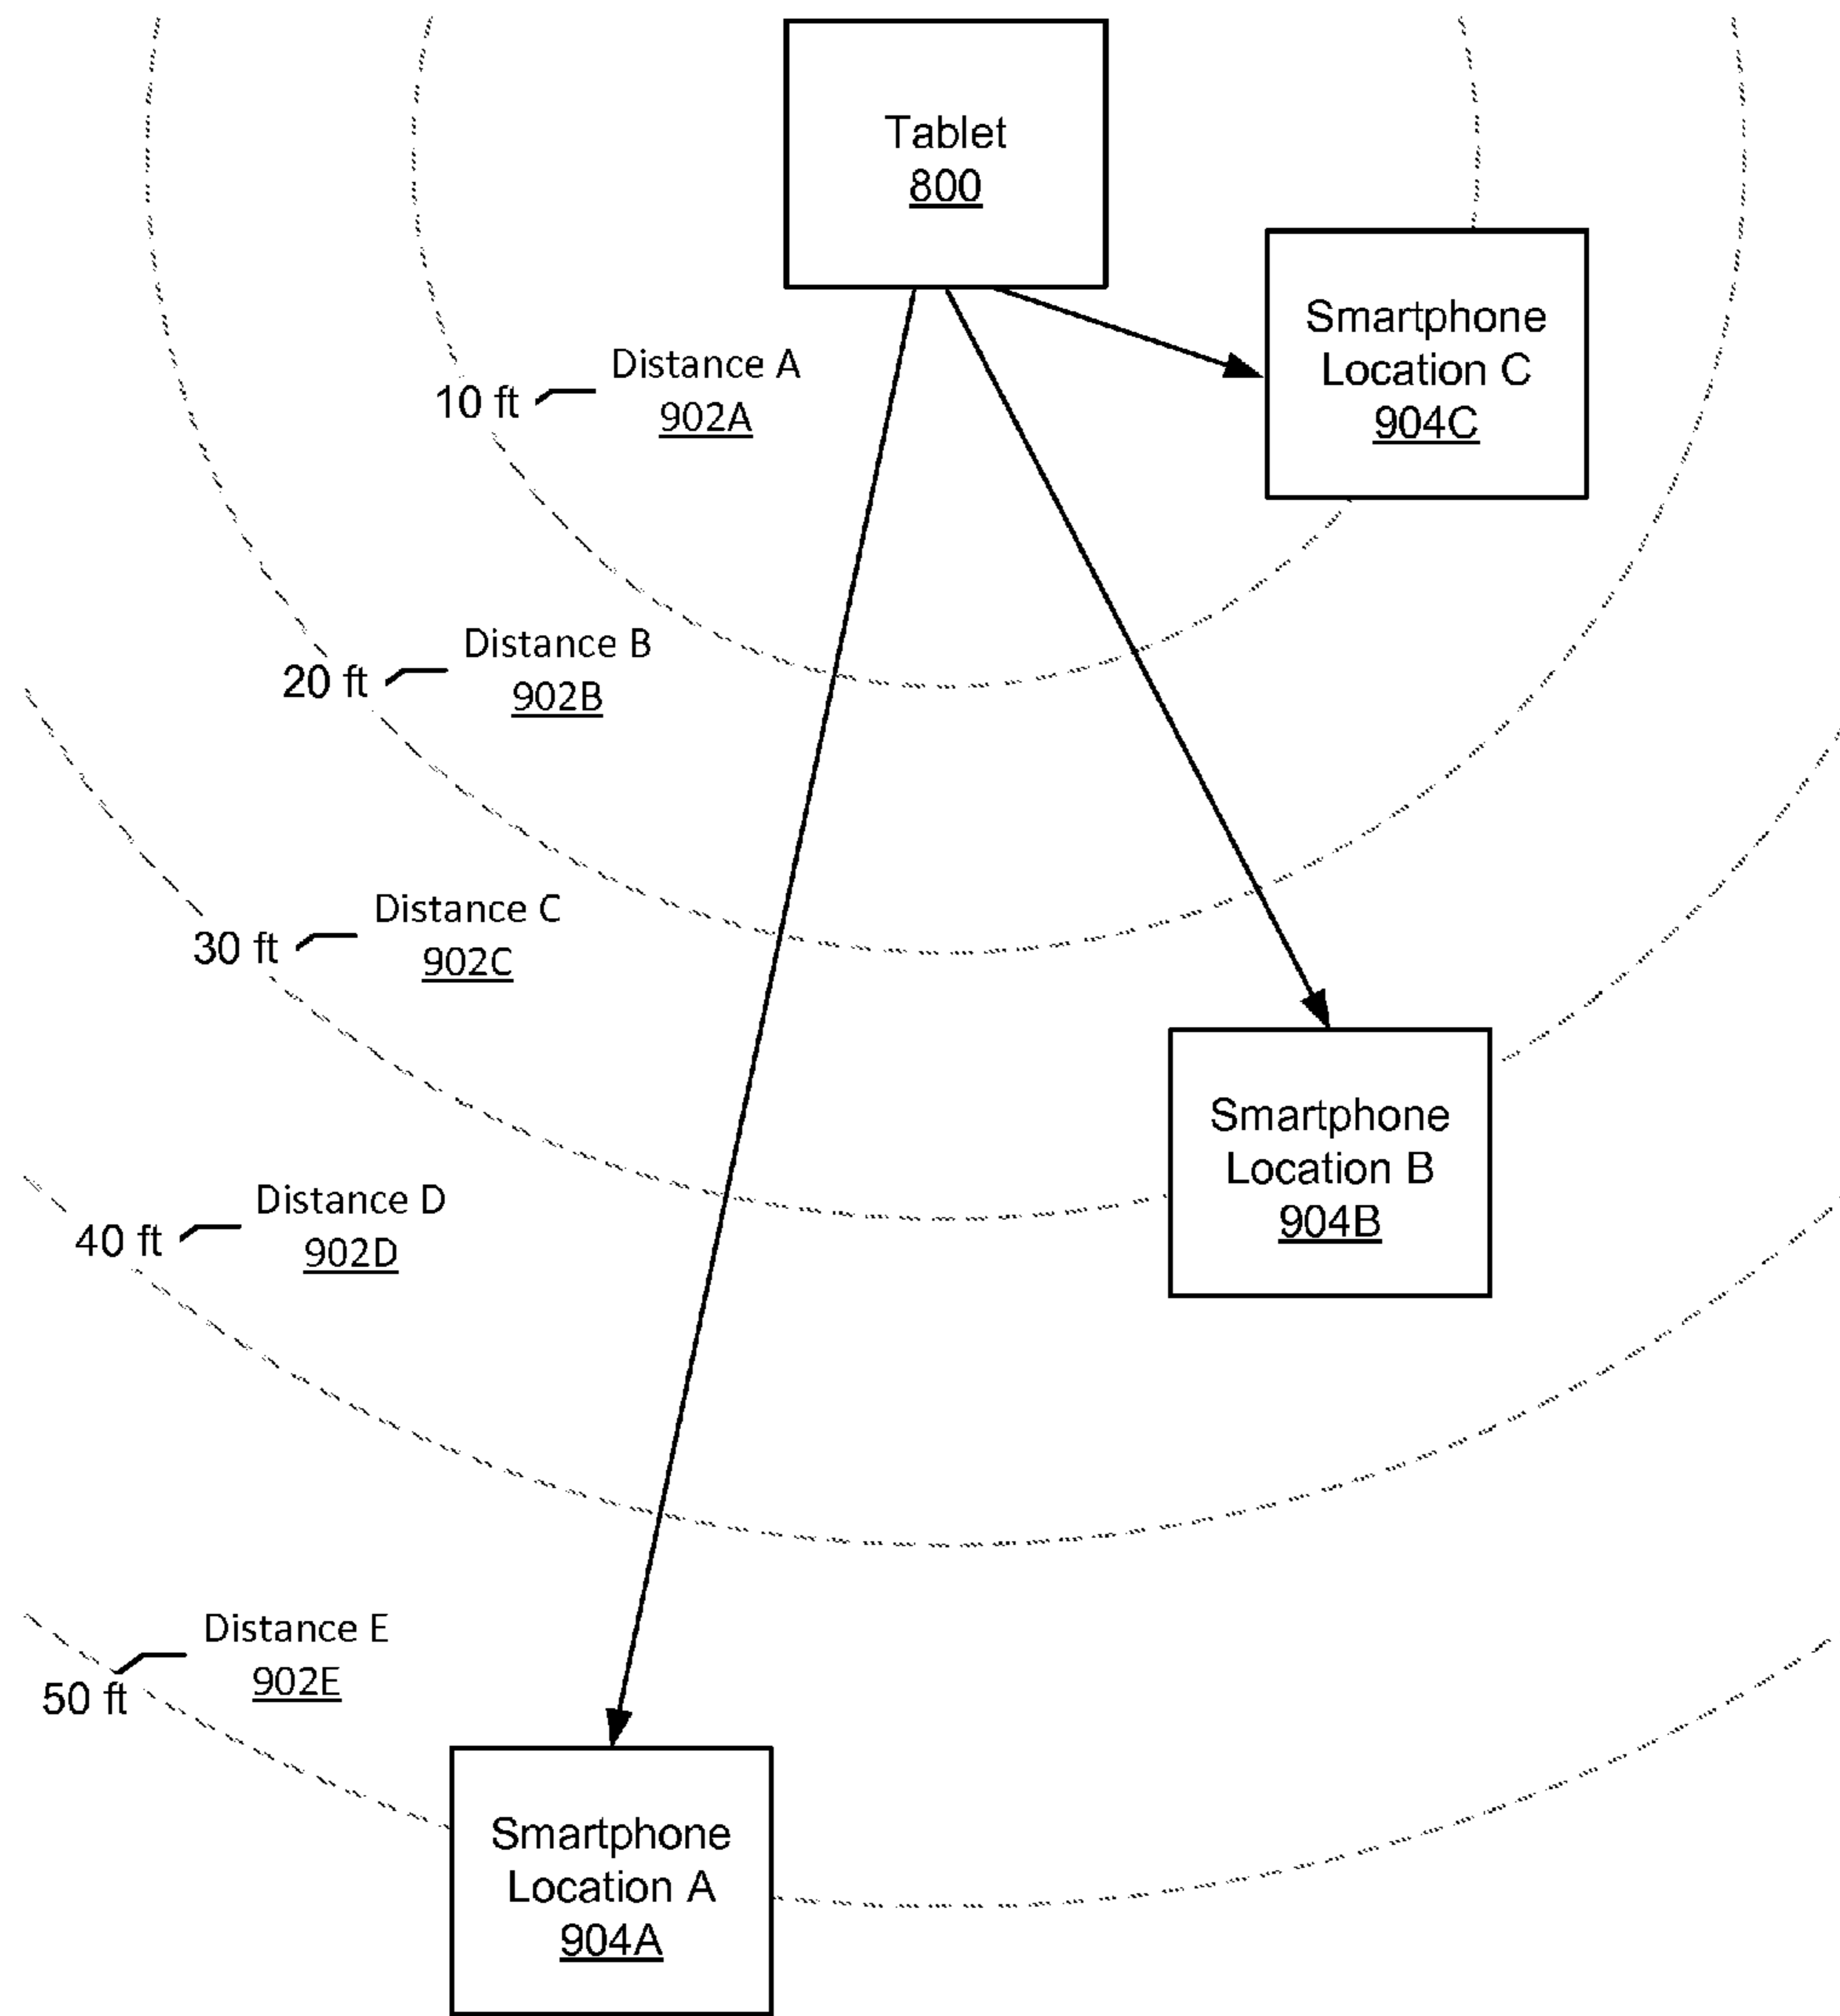 Tablet
800
Smartphone
Location C
904C
Distance A
10 ft
902A
Distance B
20 ft
902B
Distance C
30 ft
902C
Smartphone
Location B
904B
Distance D
40 ft
902D
Distance E
902E
50 ft
Smartphone
Location A
904A